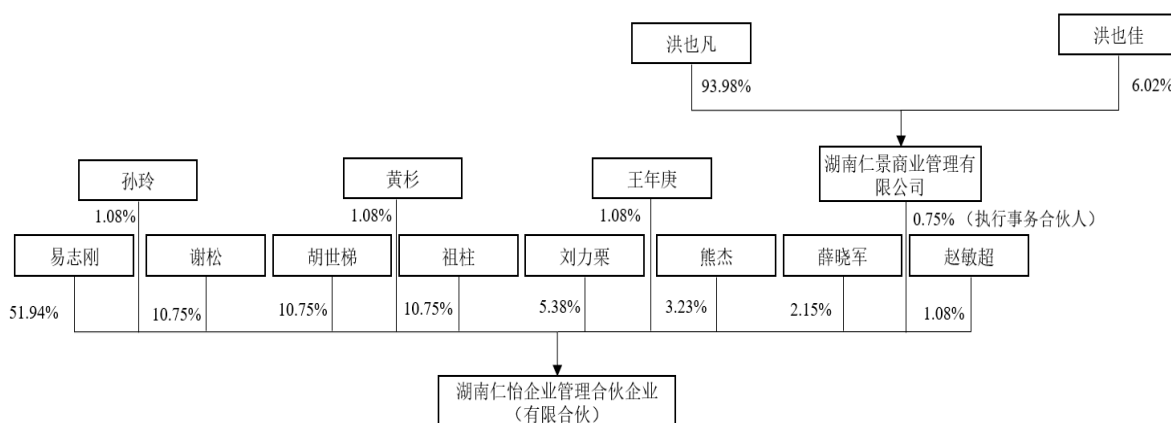 洪也凡
洪也佳
93.98%
6.02%
孙玲
黄杉
王年庚
湖南仁景商业管理有
限公司
1.08%
1.08%
1.08%
0.75%（执行事务合伙人）
易志刚
谢松
胡世梯
祖柱
刘力栗
熊杰
薛晓军
赵敏超
51.94%
10.75%
10.75%
10.75%
5.38%
3.23%
2.15%
1.08%
湖南仁怡企业管理合伙企业
（有限合伙）